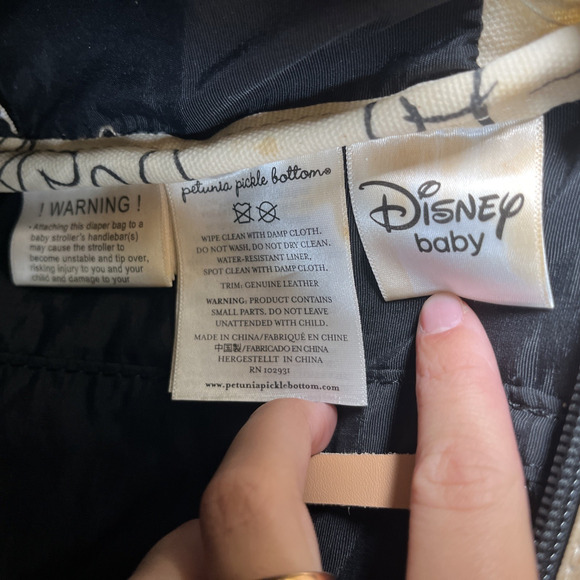 ! WARNING !
• Attaching this diaper bag to a
baby stroller's handlebar(s)
may cause the stroller to
become unstable and tip over,
risking injury to you and your
child and damage to your
petunia pickle bottom®
WIPE CLEAN WITH DAMP CLOTH.
DO NOT WASH, DO NOT DRY CLEAN.
WATER-RESISTANT LINER,
SPOT CLEAN WITH DAMP CLOTH.
TRIM: GENUINE LEATHER
WARNING: PRODUCT CONTAINS
SMALL PARTS. DO NOT LEAVE
UNATTENDED WITH CHILD.
MADE IN CHINA/FABRIQUÉ EN CHINE
中国製/FABRICADO EN CHINA
HERGESTELLT IN CHINA
RN 102931
www.petuniapicklebottom.com
Disney
baby